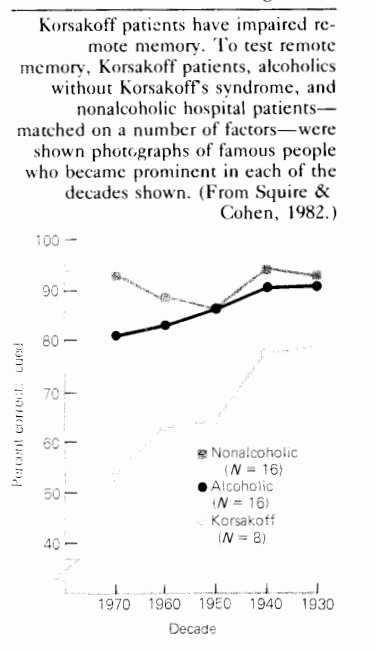 Korsakoff patients have impaired re-
mote memory. To test remote
memory, Korsakoff patients, alcoholics
without Korsakoff's syndrome, and
nonalcoholic hospital patients—
matched on a number of factors—were
shown photographs of famous people
who became prominent in each of the
decades shown. (From Squire &
Cohen, 1982.)
100
90
80
70
60
50
40
Percent correct: cued
Nonalcoholic
(N = 16)
Alcoholic
(N = 16)
Korsakoff
(N = 8)
1970 1960 1950 1940 1930
Decade